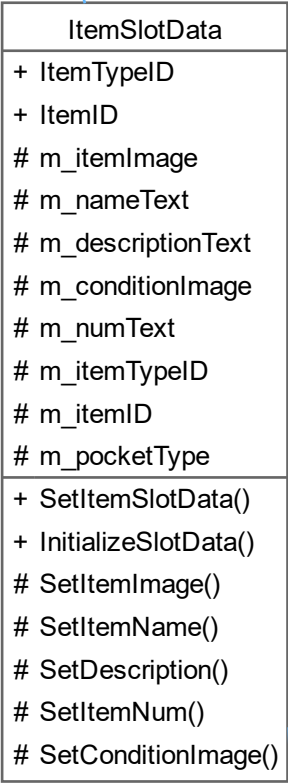 ItemSlotData
+ ItemTypeID
+ ItemID
# m_itemImage
# m_nameText
# m_descriptionText
# m_conditionImage
# m_numText
# m_itemTypeID
# m_itemID
# m_pocketType
+ SetItemSlotData()
+ InitializeSlotData()
# SetItemImage()
# SetItemName()
# SetDescription()
# SetItemNum()
# SetConditionImage()